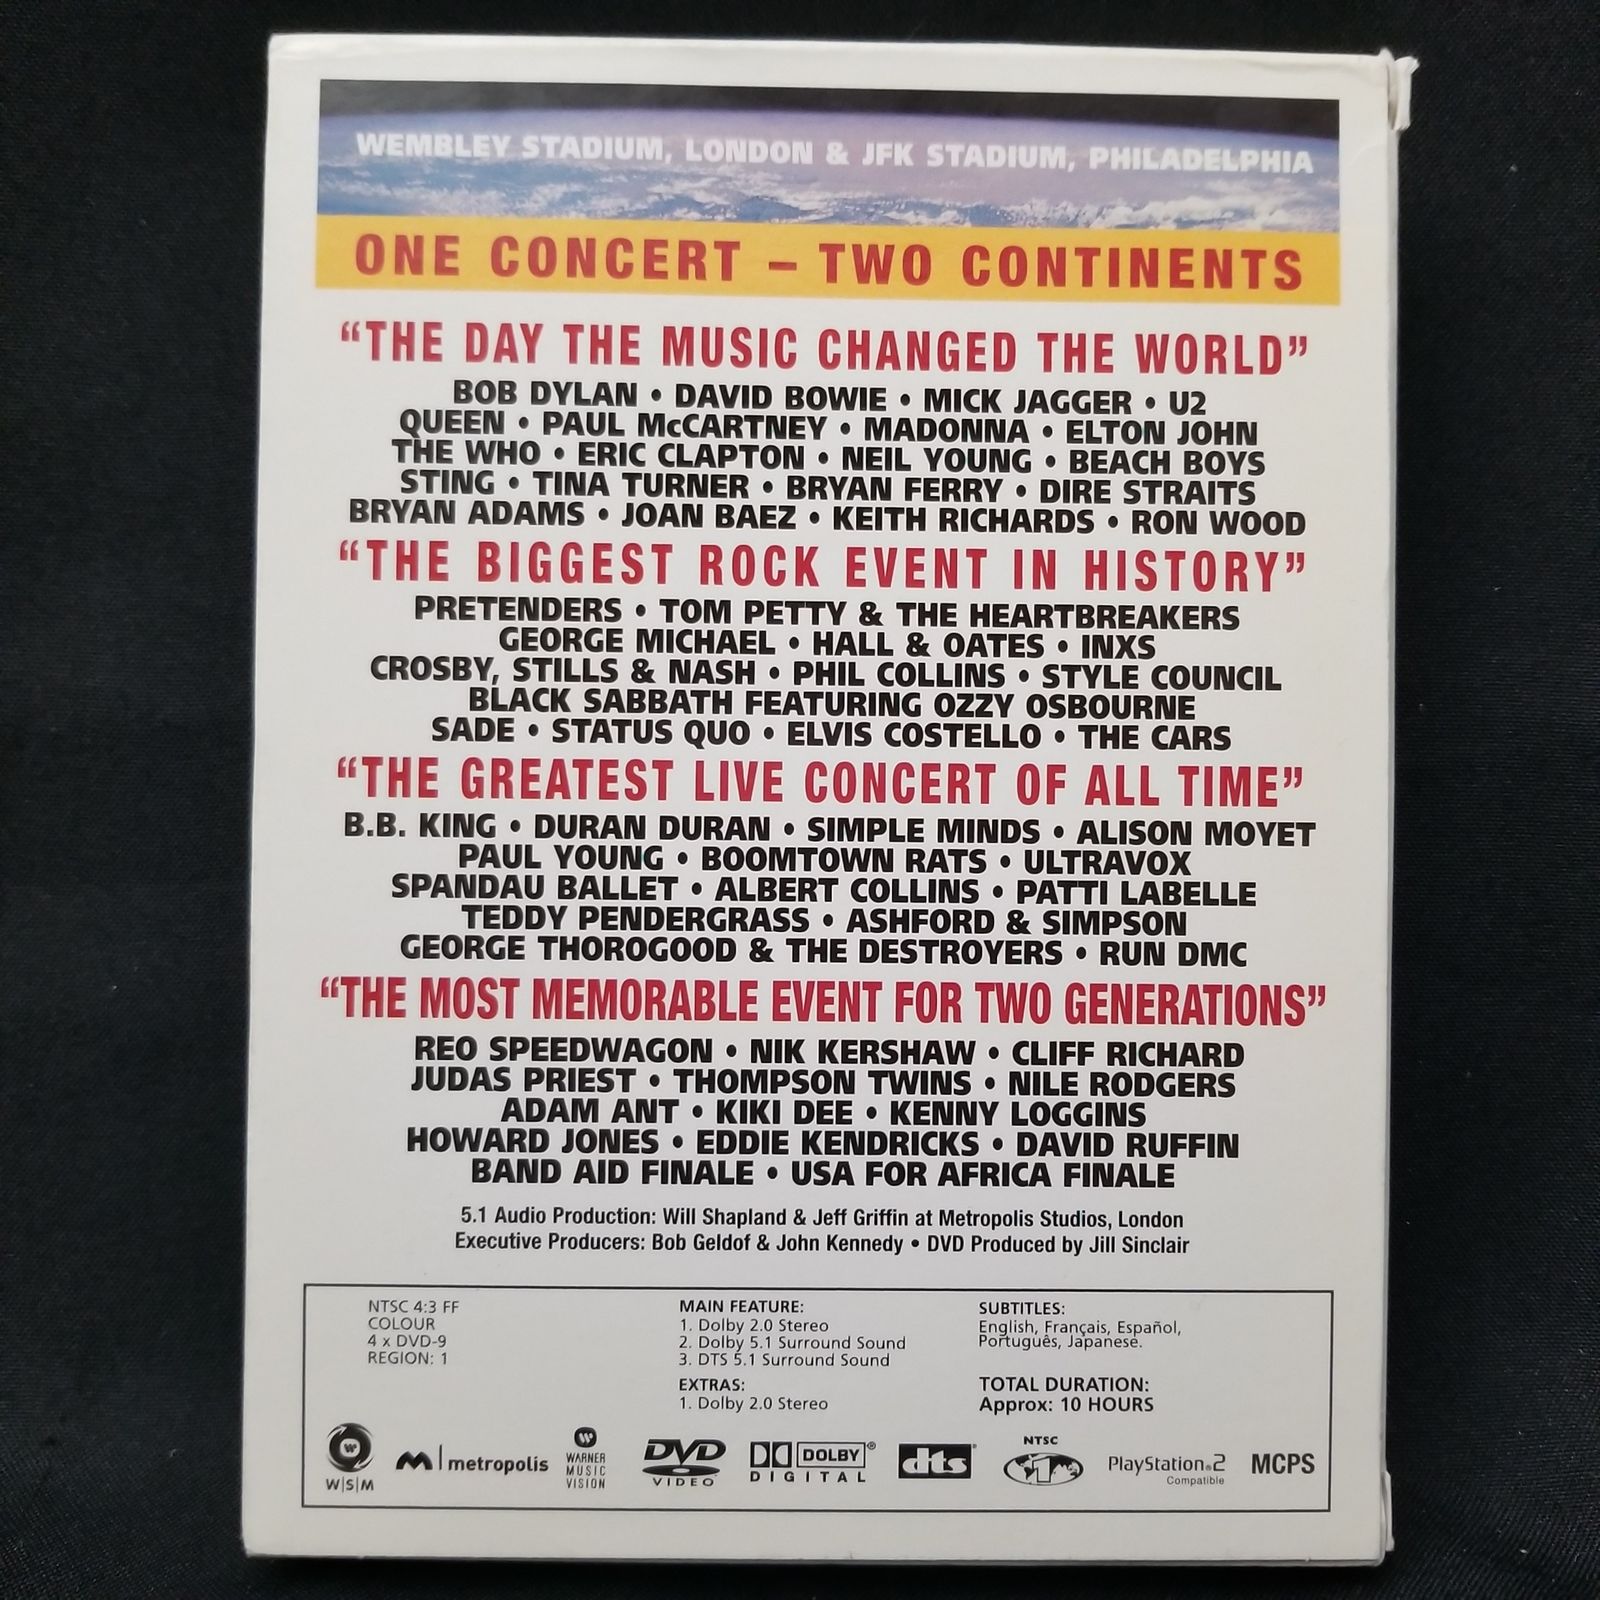 WEMBLEY STADIUM, LONDON & JFK STADIUM, PHILADELPHIA
ONE CONCERT – TWO CONTINENTS
“THE DAY THE MUSIC CHANGED THE WORLD”
BOB DYLAN • DAVID BOWIE • MICK JAGGER • U2
QUEEN • PAUL McCARTNEY • MADONNA • ELTON JOHN
THE WHO • ERIC CLAPTON • NEIL YOUNG • BEACH BOYS
STING • TINA TURNER • BRYAN FERRY • DIRE STRAITS
BRYAN ADAMS • JOAN BAEZ • KEITH RICHARDS • RON WOOD
“THE BIGGEST ROCK EVENT IN HISTORY”
PRETENDERS • TOM PETTY & THE HEARTBREAKERS
GEORGE MICHAEL • HALL & OATES • INXS
CROSBY, STILLS & NASH • PHIL COLLINS • STYLE COUNCIL
BLACK SABBATH FEATURING OZZY OSBOURNE
SADE • STATUS QUO • ELVIS COSTELLO • THE CARS
“THE GREATEST LIVE CONCERT OF ALL TIME”
B.B. KING • DURAN DURAN • SIMPLE MINDS • ALISON MOYET
PAUL YOUNG • BOOMTOWN RATS • ULTRAVOX
SPANDAU BALLET • ALBERT COLLINS • PATTI LABELLE
TEDDY PENDERGRASS • ASHFORD & SIMPSON
GEORGE THOROGOOD & THE DESTROYERS • RUN DMC
“THE MOST MEMORABLE EVENT FOR TWO GENERATIONS”
REO SPEEDWAGON • NIK KERSHAW • CLIFF RICHARD
JUDAS PRIEST • THOMPSON TWINS • NILE RODGERS
ADAM ANT • KIKI DEE • KENNY LOGGINS
HOWARD JONES • EDDIE KENDRICKS • DAVID RUFFIN
BAND AID FINALE • USA FOR AFRICA FINALE
5.1 Audio Production: Will Shapland & Jeff Griffin at Metropolis Studios, London
Executive Producers: Bob Geldof & John Kennedy • DVD Produced by Jill Sinclair
NTSC 4:3 FF
COLOUR
4 x DVD-9
REGION: 1
MAIN FEATURE:
1. Dolby 2.0 Stereo
2. Dolby 5.1 Surround Sound
3. DTS 5.1 Surround Sound
EXTRAS:
1. Dolby 2.0 Stereo
SUBTITLES:
English, Français, Español,
Português, Japanese.
TOTAL DURATION:
Approx: 10 HOURS
W|S|M
metropolis
WARNER
MUSIC
VISION
DVD
VIDEO
DOLBY®
DIGITAL
dts
NTSC
1
PlayStation®2
Compatible
MCPS